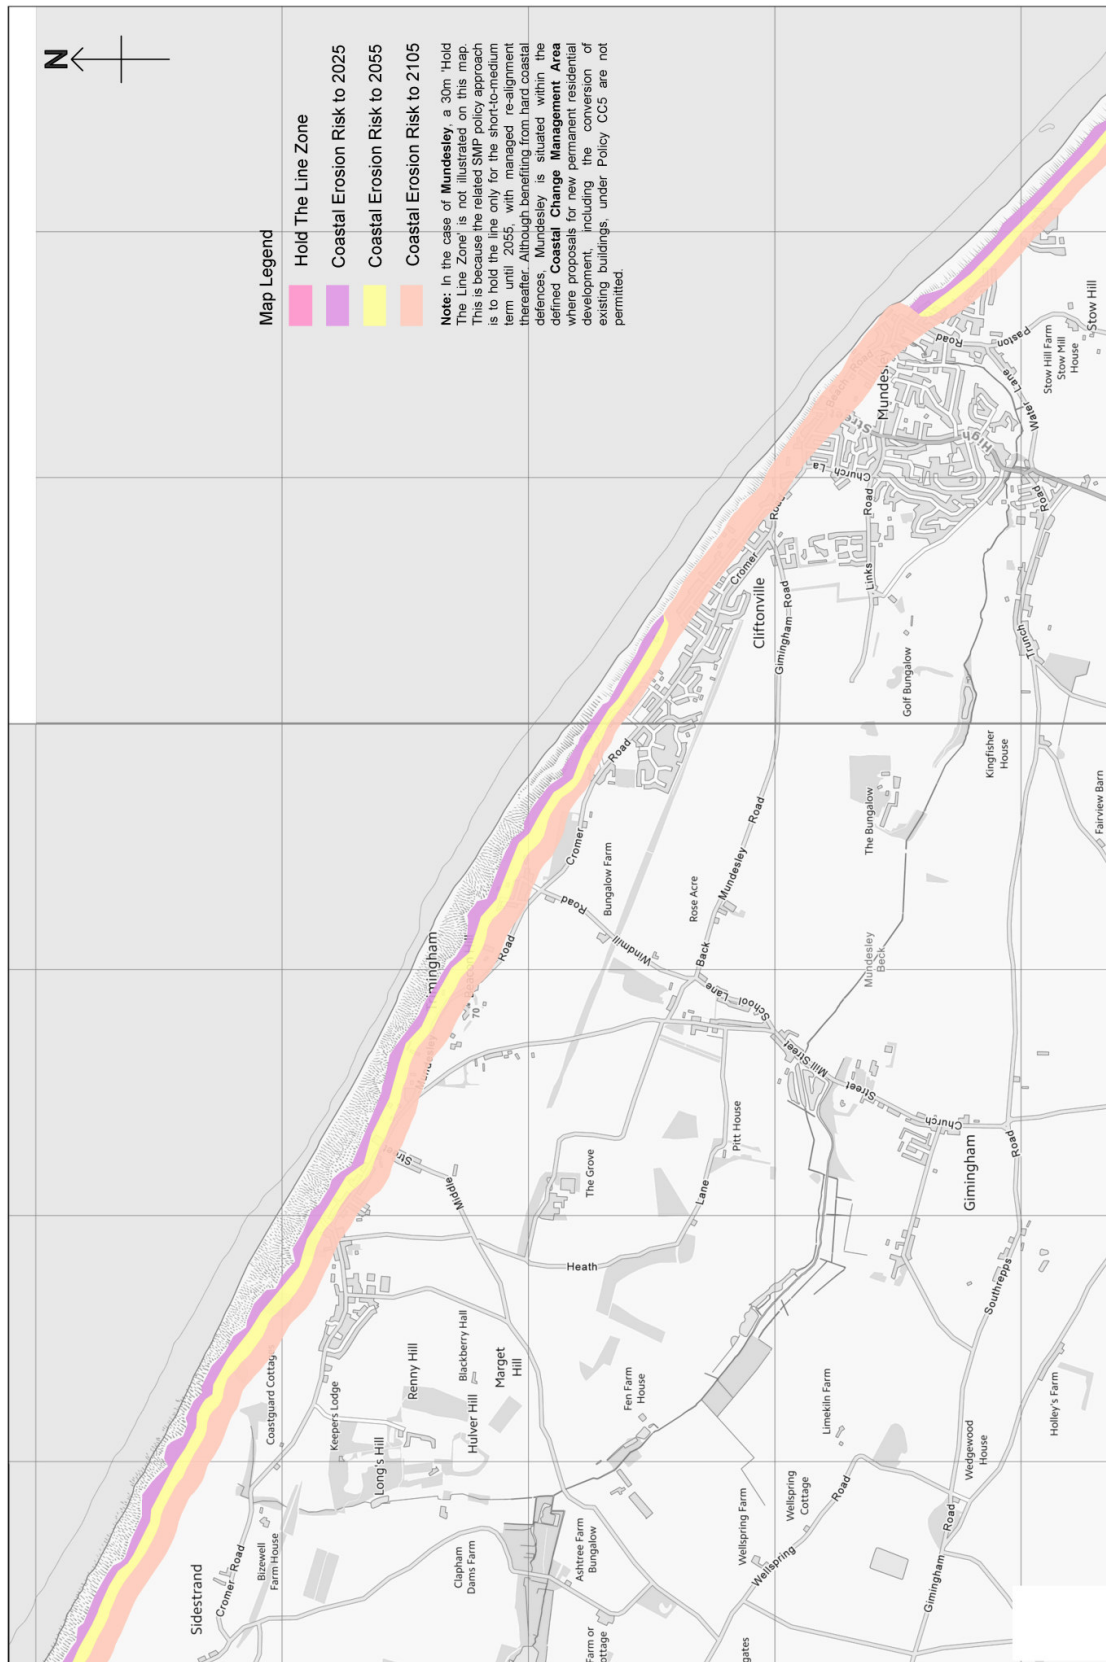 N
Map Legend
Hold The Line Zone
Coastal Erosion Risk to 2025
Coastal Erosion Risk to 2055
Coastal Erosion Risk to 2105
Note: In the case of Mundesley, a 30m 'Hold
The Line Zone' is not illustrated on this map.
This is because the related SMP policy approach
is to hold the line only for the short-to-medium
term until 2055, with managed re-alignment
thereafter. Although benefiting from hard coastal
defences, Mundesley is situated within the
defined Coastal Change Management Area
where proposals for new permanent residential
development, including the conversion of
existing buildings, under Policy CC5 are not
permitted.
Sidestrand
Cromer Road
Bizewell
Farm House
Coastguard Cottag
Keepers Lodge
Long's Hill
Renny Hill
Blackberry Hall
Hulver Hill
Marget
Hill
Clapham
Dams Farm
Ashtree Farm
Bungalow
Farm or
ottage
gates
Fen Farm
House
Wellspring Farm
Wellspring
Cottage
Wellspring
Road
Limekiln Farm
Wedgewood
House
Holley's Farm
Gimingham
Road
Southrepps
Road
Middle
Street
Heath
Lane
The Grove
Pitt House
Gimingham
Church
Street
Mill Street
School
Lane
Back
Mundesley
Road
Windmill
Road
Rose Acre
Bungalow Farm
70
Road
Cromer
Road
Mundesley
Beck
The Bungalow
Golf Bungalow
Kingfisher
House
Fairview Barn
Trunch
Road
Cliftonville
Gimingham Road
Cromer
Road
Links
Road
Church La
High
Stre
Beach Road
Mundesley
Road
Paston
Water
Lane
Stow Hill Farm
Stow Mill
House
Stow Hill